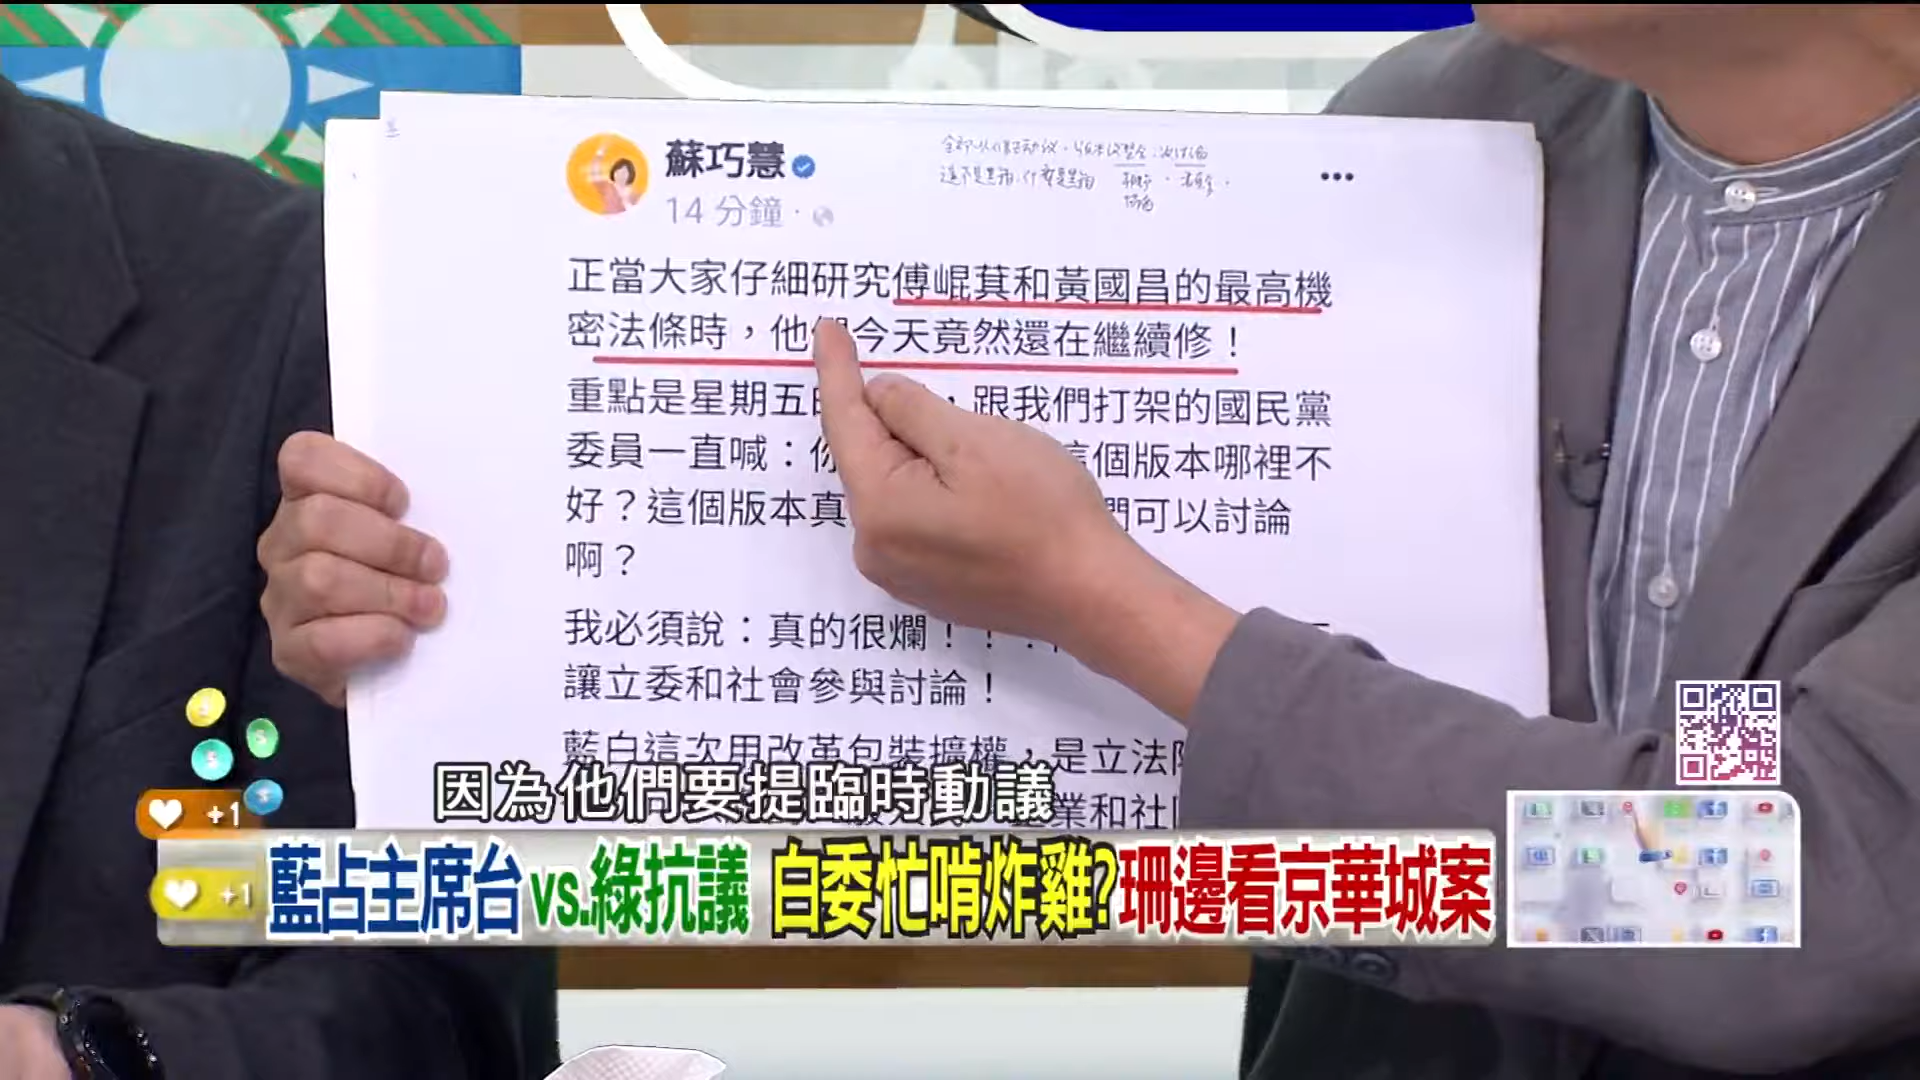 蘇巧慧
14 分鐘
正當大家仔細研究傅崐萁和黃國昌的最高機
密法條時，他們今天竟然還在繼續修！
重點是星期五 ，跟我們打架的國民黨
委員一直喊：你 這個版本哪裡不
好？這個版本真 們可以討論
啊？
我必須說：真的很爛！！
讓立委和社會參與討論！
藍白這次用改革包裝擴權，是立法院
業和社
因為他們要提臨時動議
+1
+1
藍占主席台vs.綠抗議 白委忙啃炸雞?珊邊看京華城案